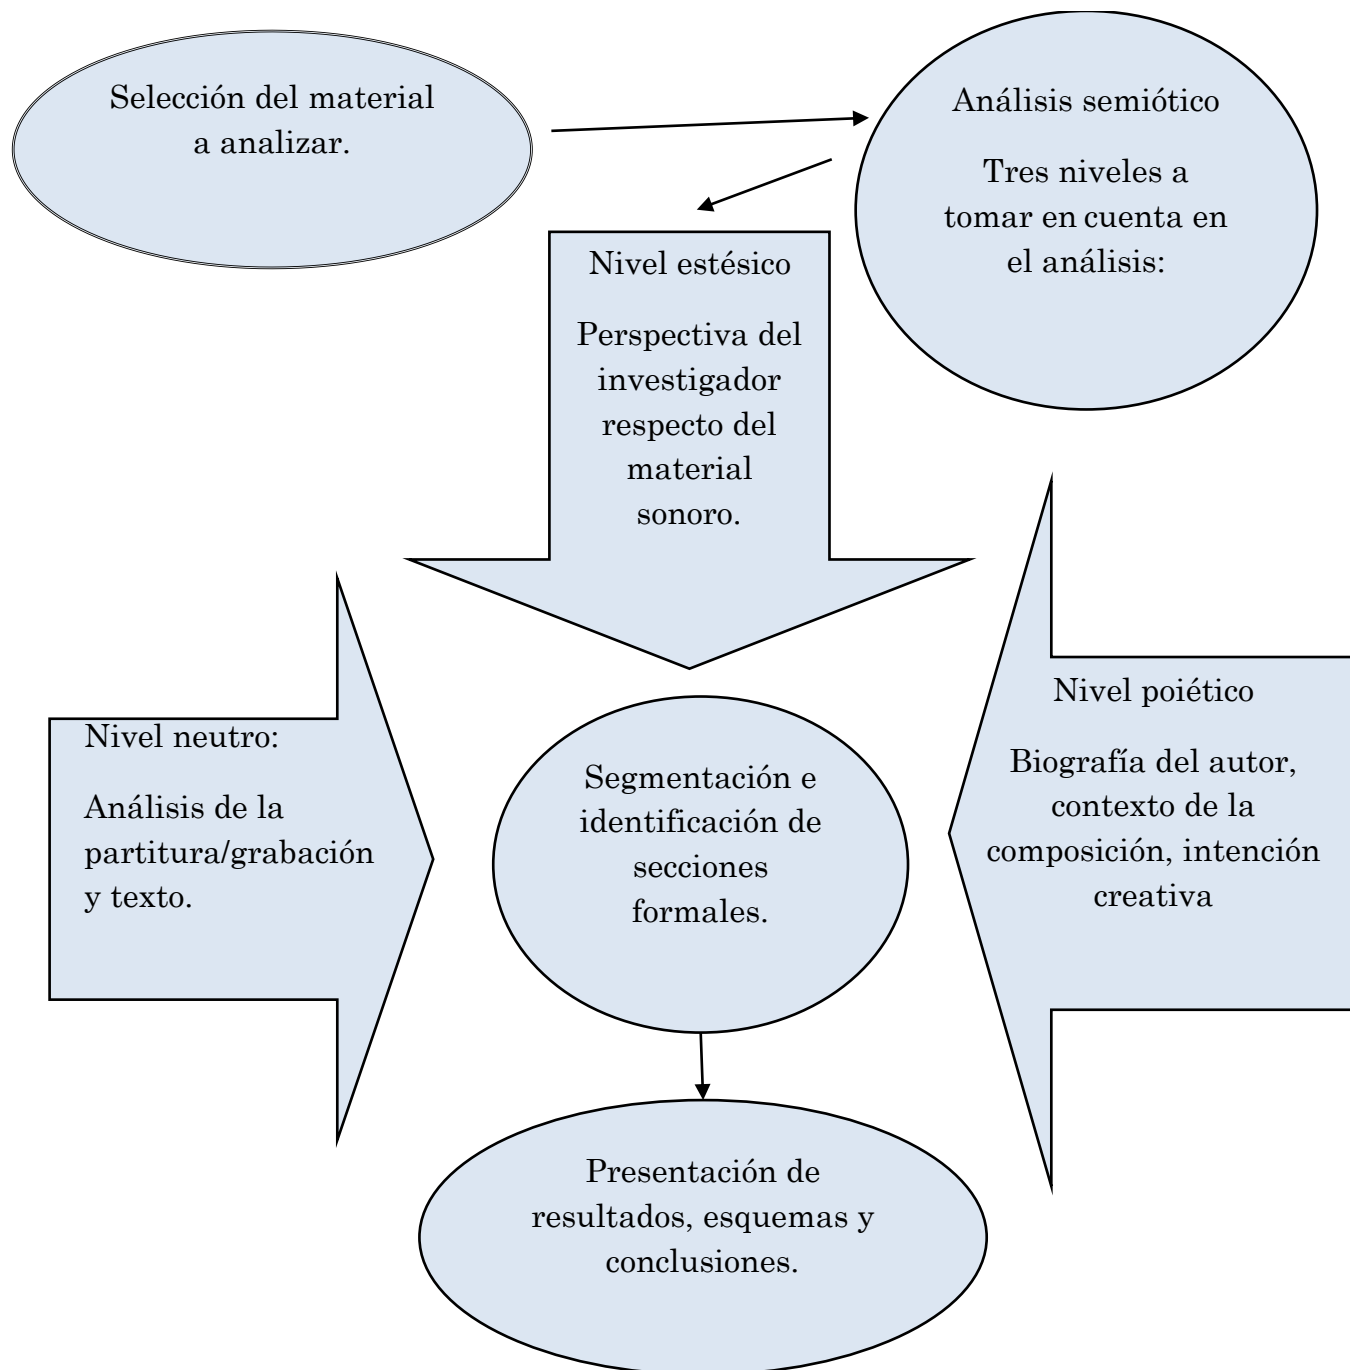 Selección del material
a analizar.
Análisis semiótico
Tres niveles a
tomar en cuenta en
el análisis:
Nivel estésico
Perspectiva del
investigador
respecto del
material
sonoro.
Nivel neutro:
Análisis de la
partitura/grabación
y texto.
Segmentación e
identificación de
secciones
formales.
Nivel poiético
Biografía del autor,
contexto de la
composición, intención
creativa
Presentación de
resultados, esquemas y
conclusiones.